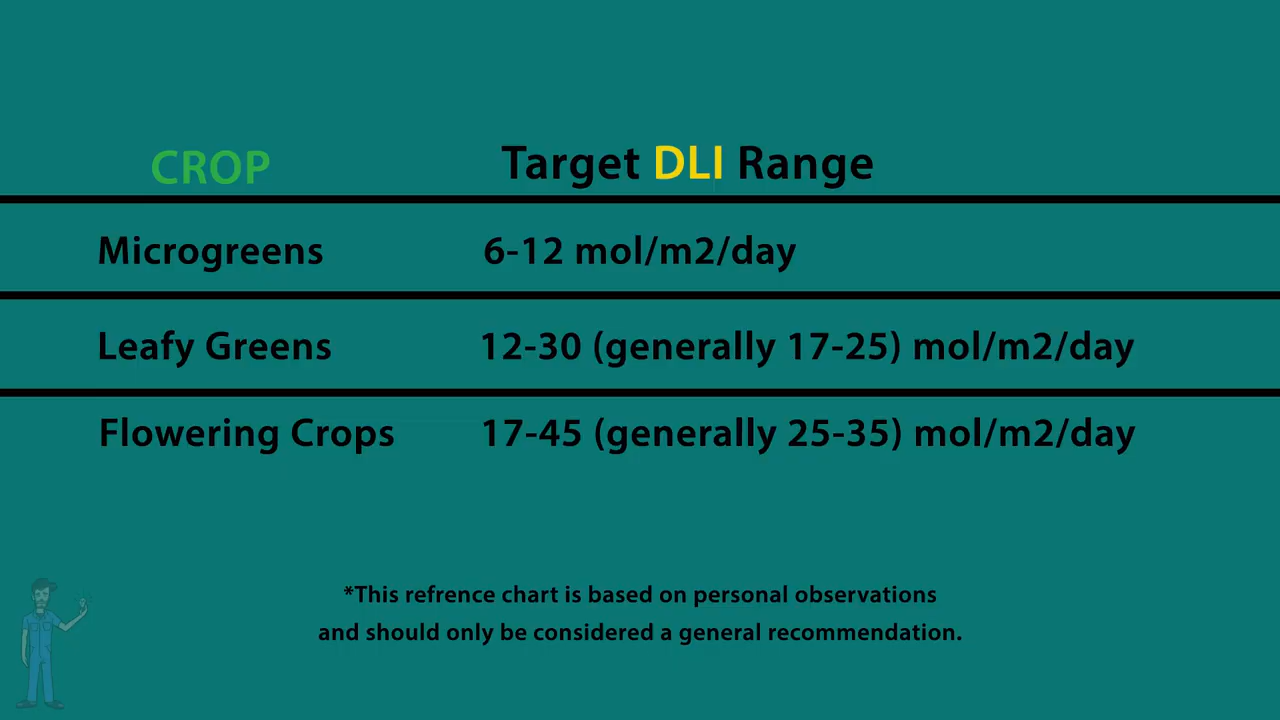 CROP Target DLI Range
Microgreens 6-12 mol/m2/day
Leafy Greens 12-30 (generally 17-25) mol/m2/day
Flowering Crops 17-45 (generally 25-35) mol/m2/day
*This refrence chart is based on personal observations
and should only be considered a general recommendation.